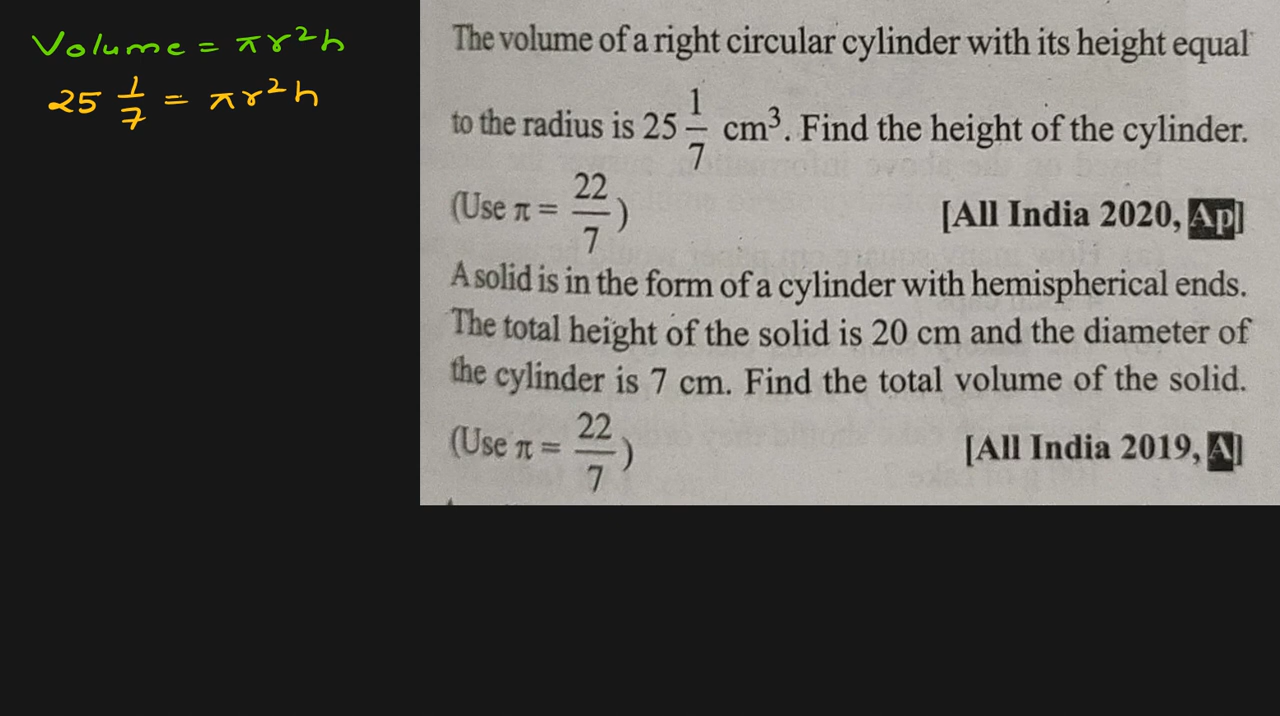 Volume = πr²h
25 1/7 = πr²h
The volume of a right circular cylinder with its height equal
to the radius is 25 1/7 cm³. Find the height of the cylinder.
(Use π = 22/7) [All India 2020, Ap]
A solid is in the form of a cylinder with hemispherical ends.
The total height of the solid is 20 cm and the diameter of
the cylinder is 7 cm. Find the total volume of the solid.
(Use π = 22/7) [All India 2019, A]